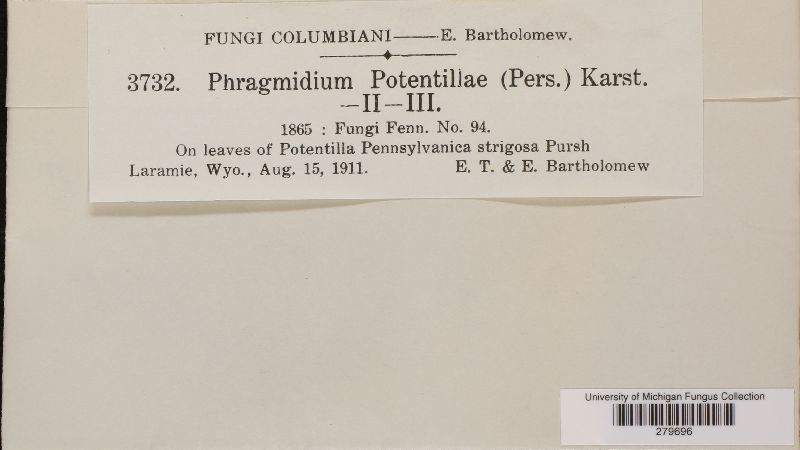 FUNGI COLUMBIANI——E. Bartholomew.
3732. Phragmidium Potentillae (Pers.) Karst.
—II—III.
1865 : Fungi Fenn. No. 94.
On leaves of Potentilla Pennsylvanica strigosa Pursh
Laramie, Wyo., Aug. 15, 1911. E. T. & E. Bartholomew
University of Michigan Fungus Collection
279696